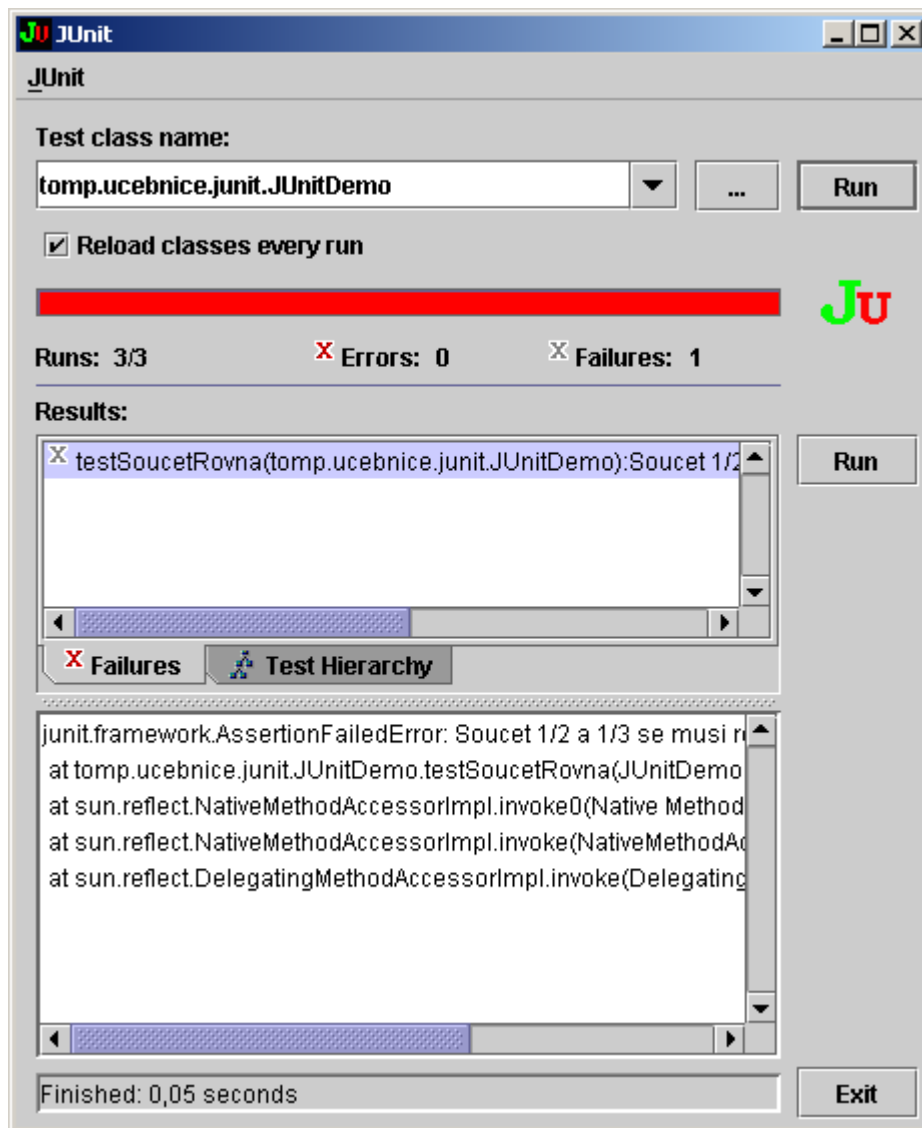 JU JUnit
JUnit
Test class name:
tomp.ucebnice.junit.JUnitDemo
...
Run
Reload classes every run
JU
Runs: 3/3
X Errors: 0
X Failures: 1
Results:
X testSoucetRovna(tomp.ucebnice.junit.JUnitDemo):Soucet 1/2
Run
X Failures
Test Hierarchy
junit.framework.AssertionFailedError: Soucet 1/2 a 1/3 se musi
at tomp.ucebnice.junit.JUnitDemo.testSoucetRovna(JUnitDemo
at sun.reflect.NativeMethodAccessorImpl.invoke0(Native Method
at sun.reflect.NativeMethodAccessorImpl.invoke(NativeMethodAc
at sun.reflect.DelegatingMethodAccessorImpl.invoke(Delegating
Finished: 0,05 seconds
Exit